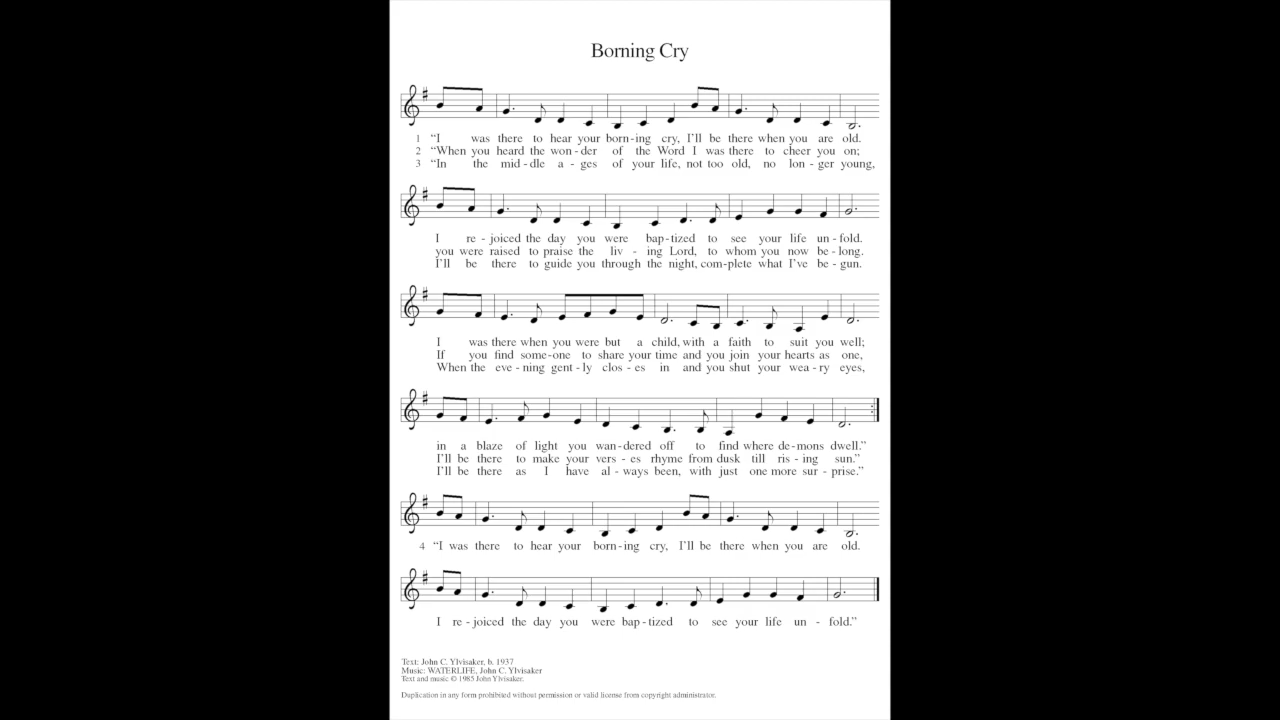 Borning Cry
1 “I was there to hear your born-ing cry, I'll be there when you are old.
2 “When you heard the won-der of the Word I was there to cheer you on;
3 “In the mid-dle a-ges of your life, not too old, no lon-ger young,
I re-joiced the day you were bap-tized to see your life un-fold.
you were raised to praise the liv-ing Lord, to whom you now be-long.
I'll be there to guide you through the night, com-plete what I've be-gun.
I was there when you were but a child, with a faith to suit you well;
If you find some-one to share your time and you join your hearts as one,
When the eve-ning gent-ly clos-es in and you shut your wea-ry eyes,
in a blaze of light you wan-dered off to find where de-mons dwell.”
I'll be there to make your vers-es rhyme from dusk till ris-ing sun.”
I'll be there as I have al-ways been, with just one more sur-prise.”
4 “I was there to hear your born-ing cry, I'll be there when you are old.
I re-joiced the day you were bap-tized to see your life un-fold.”
Text: John C. Ylvisaker, b. 1937
Music: WATERLIFE, John C. Ylvisaker
Text and music © 1985 John Ylvisaker.
Duplication in any form prohibited without permission or valid license from copyright administrator.